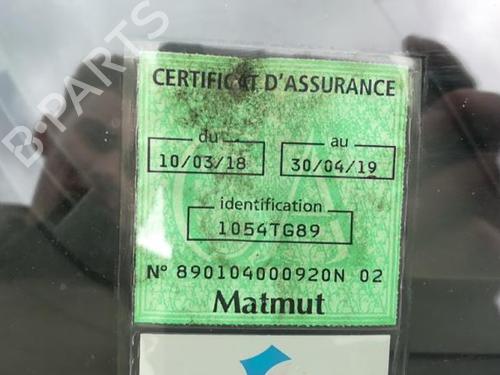 B-PARTS
CERTIFICAT D'ASSURANCE
du au
10/03/18 30/04/19
identification
1054TG89
N° 890104000920N 02
Matmut